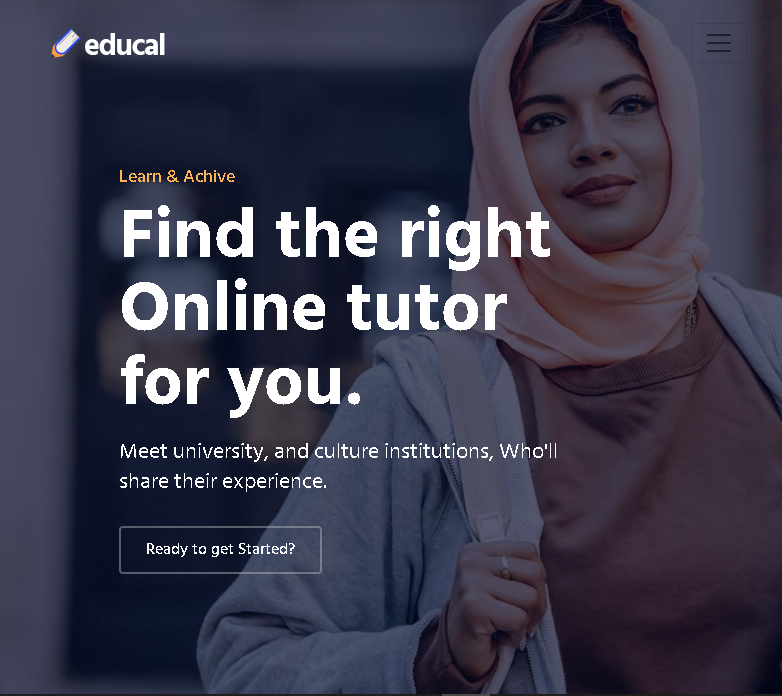 educal
Learn & Achive
Find the right
Online tutor
for you.
Meet university, and culture institutions, Who'll
share their experience.
Ready to get Started?